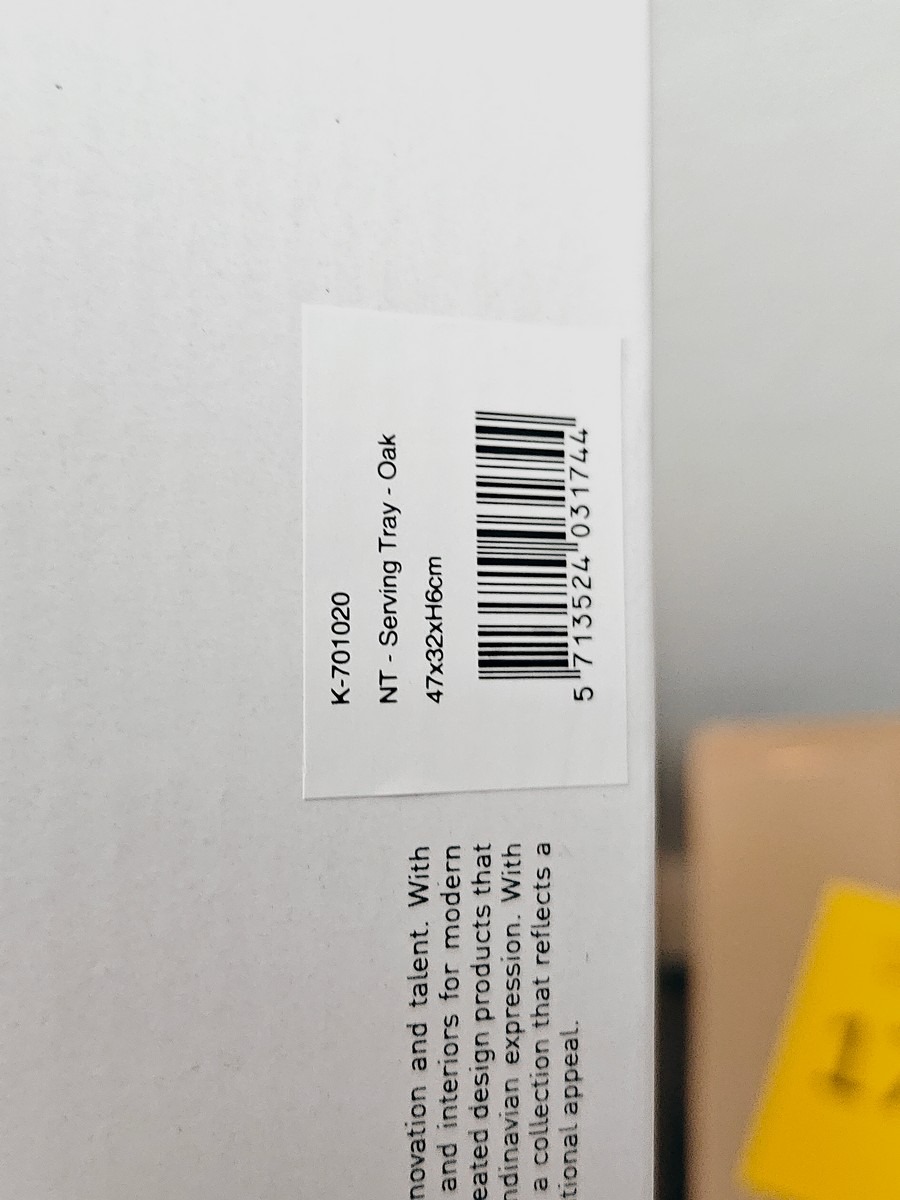 K-701020
NT - Serving Tray - Oak
47x32xH6cm
5 713524 031744
novation and talent. With
and interiors for modern
eated design products that
ndinavian expression. With
a collection that reflects a
tional appeal.